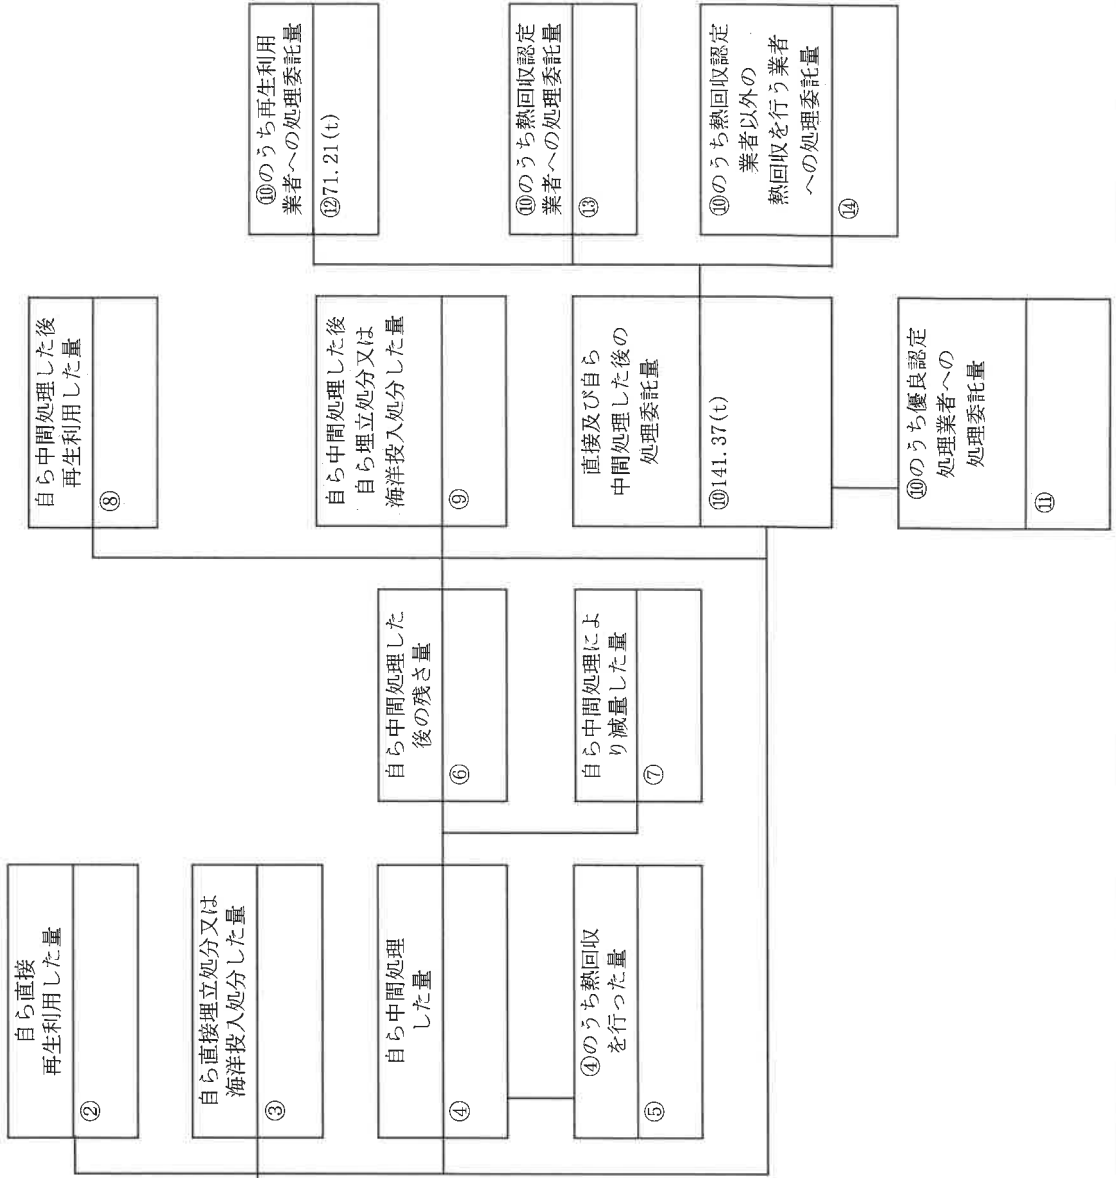 自ら直接
再生利用した量
②
自ら直接埋立処分又は
海洋投入処分した量
③
自ら中間処理
した量
④
④のうち熱回収
を行った量
⑤
自ら中間処理した
後の残さ量
⑥
自ら中間処理によ
り減量した量
⑦
自ら中間処理した後
再生利用した量
⑧
自ら中間処理した後
自ら埋立処分又は
海洋投入処分した量
⑨
直接及び自ら
中間処理した後の
処理委託量
⑩141.37(t)
⑩のうち優良認定
処理業者への
処理委託量
⑪
⑩のうち再生利用
業者への処理委託量
⑫71.21(t)
⑩のうち熱回収認定
業者への処理委託量
⑬
⑩のうち熱回収認定
業者以外の
熱回収を行う業者
への処理委託量
⑭